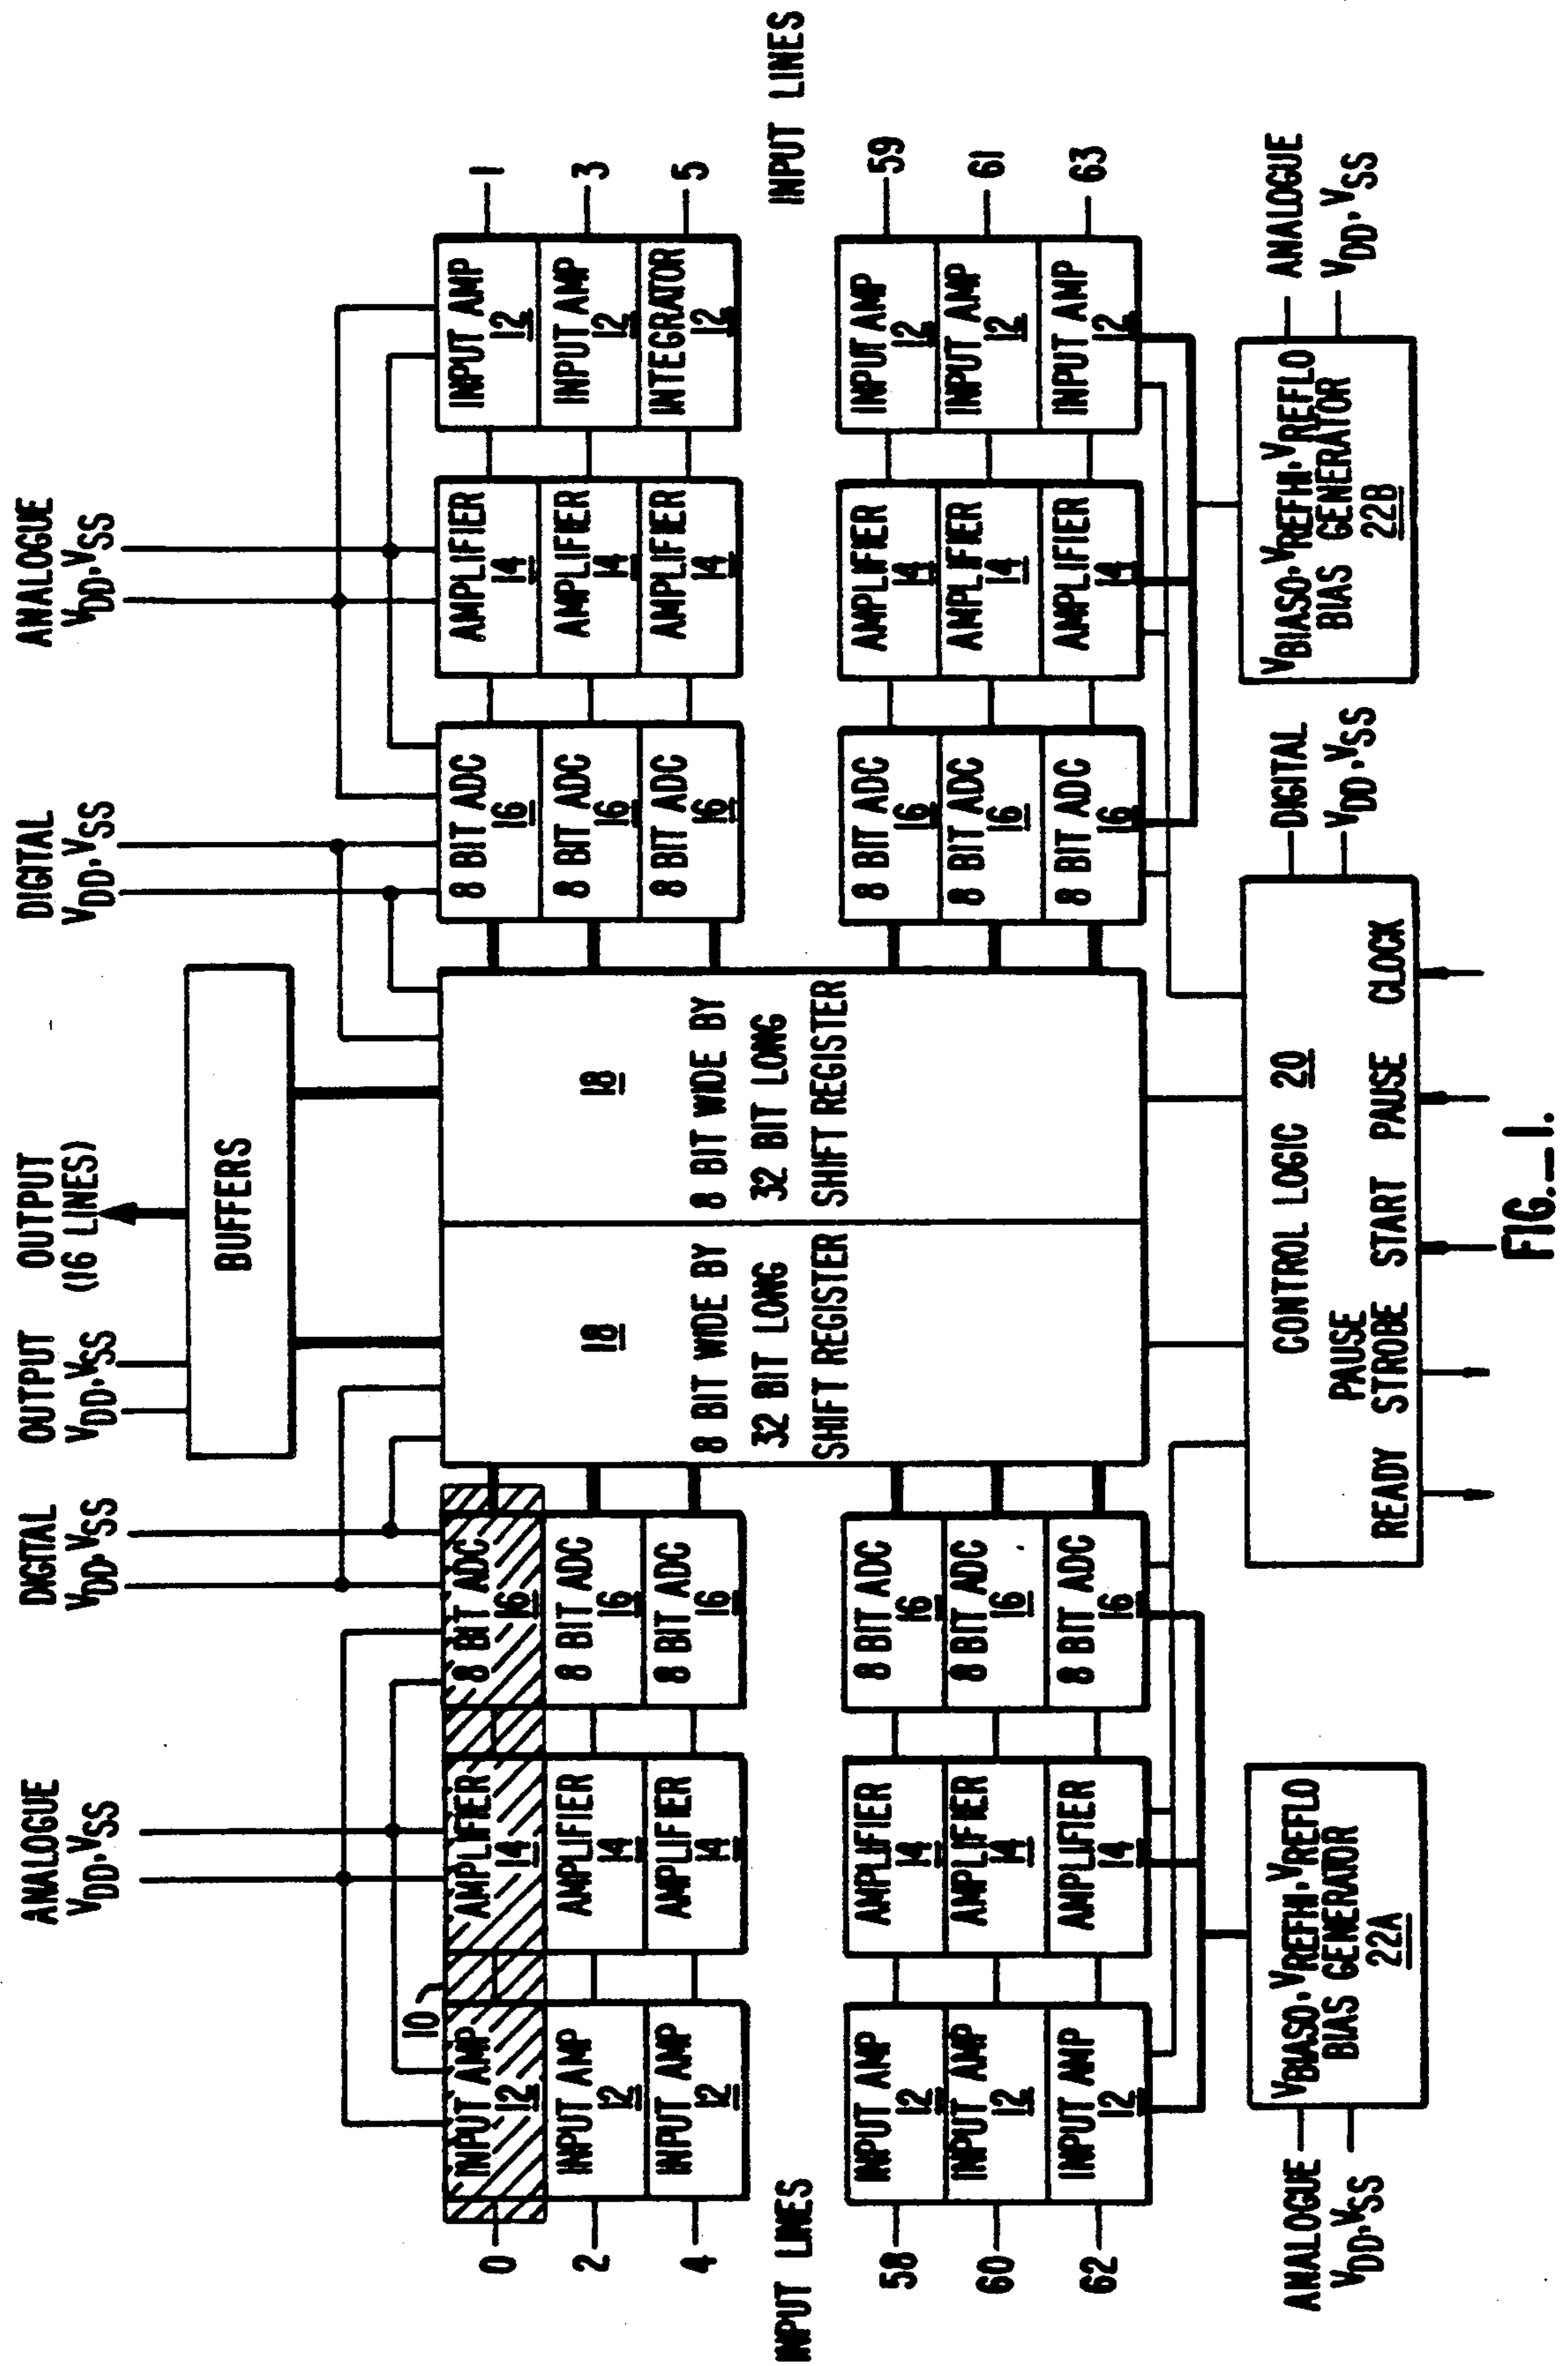 ANALOGUE
VDD,VSS
DIGITAL
VDD,VSS
OUTPUT
VDD,VSS
OUTPUT
(16 LINES)
DIGITAL
VDD,VSS
ANALOGUE
VDD,VSS
BUFFERS
10
0
INPUT AMP
12
AMPLIFIER
14
8 BIT ADC
16
2
INPUT AMP
12
AMPLIFIER
14
8 BIT ADC
16
4
INPUT AMP
12
AMPLIFIER
14
8 BIT ADC
16
INPUT LINES
58
INPUT AMP
12
AMPLIFIER
14
8 BIT ADC
16
60
INPUT AMP
12
AMPLIFIER
14
8 BIT ADC
16
62
INPUT AMP
12
AMPLIFIER
14
8 BIT ADC
16
18
8 BIT WIDE BY
32 BIT LONG
SHIFT REGISTER
18
8 BIT WIDE BY
32 BIT LONG
SHIFT REGISTER
8 BIT ADC
16
AMPLIFIER
14
INPUT AMP
12
1
8 BIT ADC
16
AMPLIFIER
14
INPUT AMP
12
3
8 BIT ADC
16
AMPLIFIER
14
INTEGRATOR
12
5
INPUT LINES
8 BIT ADC
16
AMPLIFIER
14
INPUT AMP
12
59
8 BIT ADC
16
AMPLIFIER
14
INPUT AMP
12
61
8 BIT ADC
16
AMPLIFIER
14
INPUT AMP
12
63
ANALOGUE
VDD,VSS
VBIASO,VREFHI,VREFLO
BIAS GENERATOR
22A
CONTROL LOGIC 20
READY
PAUSE
STROBE
START
PAUSE
CLOCK
DIGITAL
VDD,VSS
VBIASO,VREFHI,VREFLO
BIAS GENERATOR
22B
ANALOGUE
VDD,VSS
FIG._1.